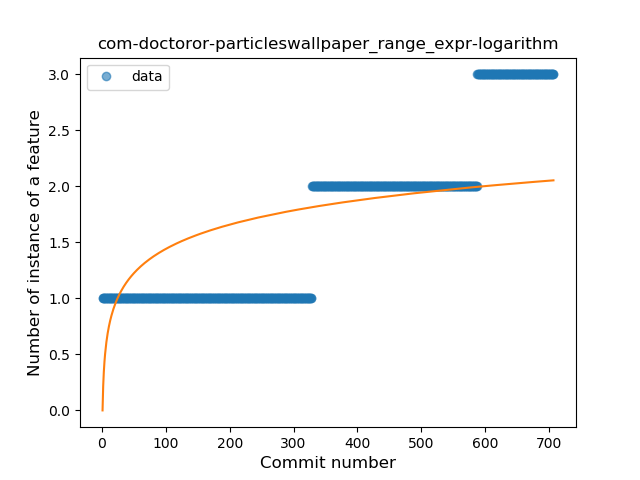 com-doctoror-particleswallpaper_range_expr-logarithm
data
3.0
2.5
2.0
1.5
1.0
0.5
0.0
Number of instance of a feature
0 100 200 300 400 500 600 700
Commit number